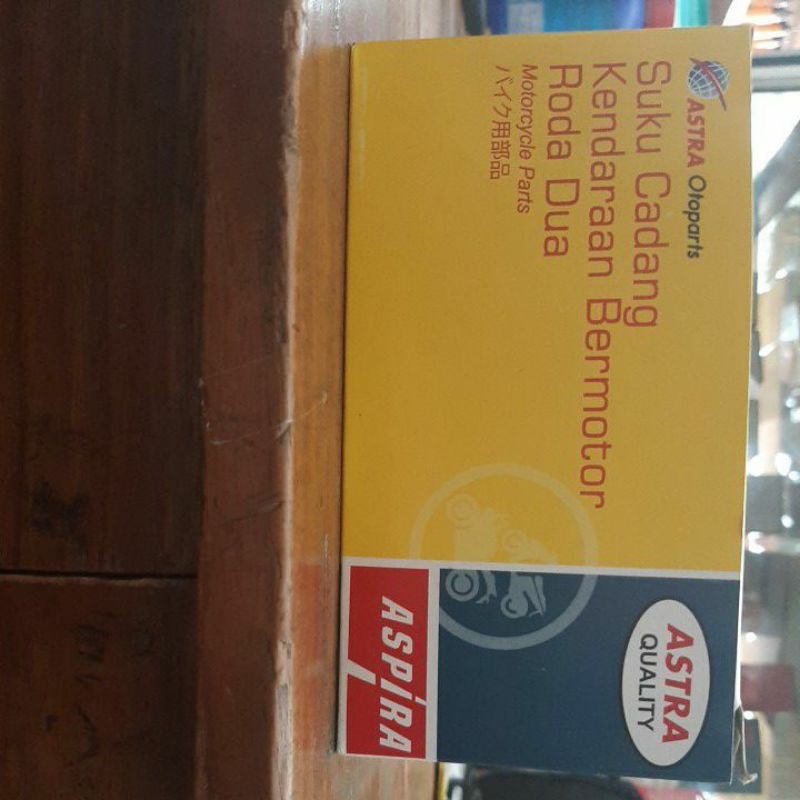 ASTRA Otoparts
Suku Cadang
Kendaraan Bermotor
Roda Dua
Motorcycle Parts
バイク用部品
ASTRA
QUALITY
ASPIRA